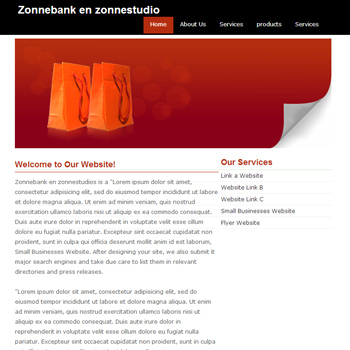 Zonnebank en zonnestudio
Home About Us Services products Services
Welcome to Our Website!
Zonnebank en zonnestudios is a "Lorem ipsum dolor sit amet,
consectetur adipisicing elit, sed do eiusmod tempor incididunt ut labore
et dolore magna aliqua. Ut enim ad minim veniam, quis nostrud
exercitation ullamco laboris nisi ut aliquip ex ea commodo consequat.
Duis aute irure dolor in reprehenderit in voluptate velit esse cillum
dolore eu fugiat nulla pariatur. Excepteur sint occaecat cupidatat non
proident, sunt in culpa qui officia deserunt mollit anim id est laborum,
Small Businesses Website. After designing your site, we also submit it
major search engines and take due care to list them in relevant
directories and press releases.
"Lorem ipsum dolor sit amet, consectetur adipisicing elit, sed do
eiusmod tempor incididunt ut labore et dolore magna aliqua. Ut enim
ad minim veniam, quis nostrud exercitation ullamco laboris nisi ut
aliquip ex ea commodo consequat. Duis aute irure dolor in
reprehenderit in voluptate velit esse cillum dolore eu fugiat nulla
pariatur. Excepteur sint occaecat cupidatat non proident, sunt in culpa
Our Services
Link a Website
Website Link B
Website Link C
Small Businesses Website
Flyer Website